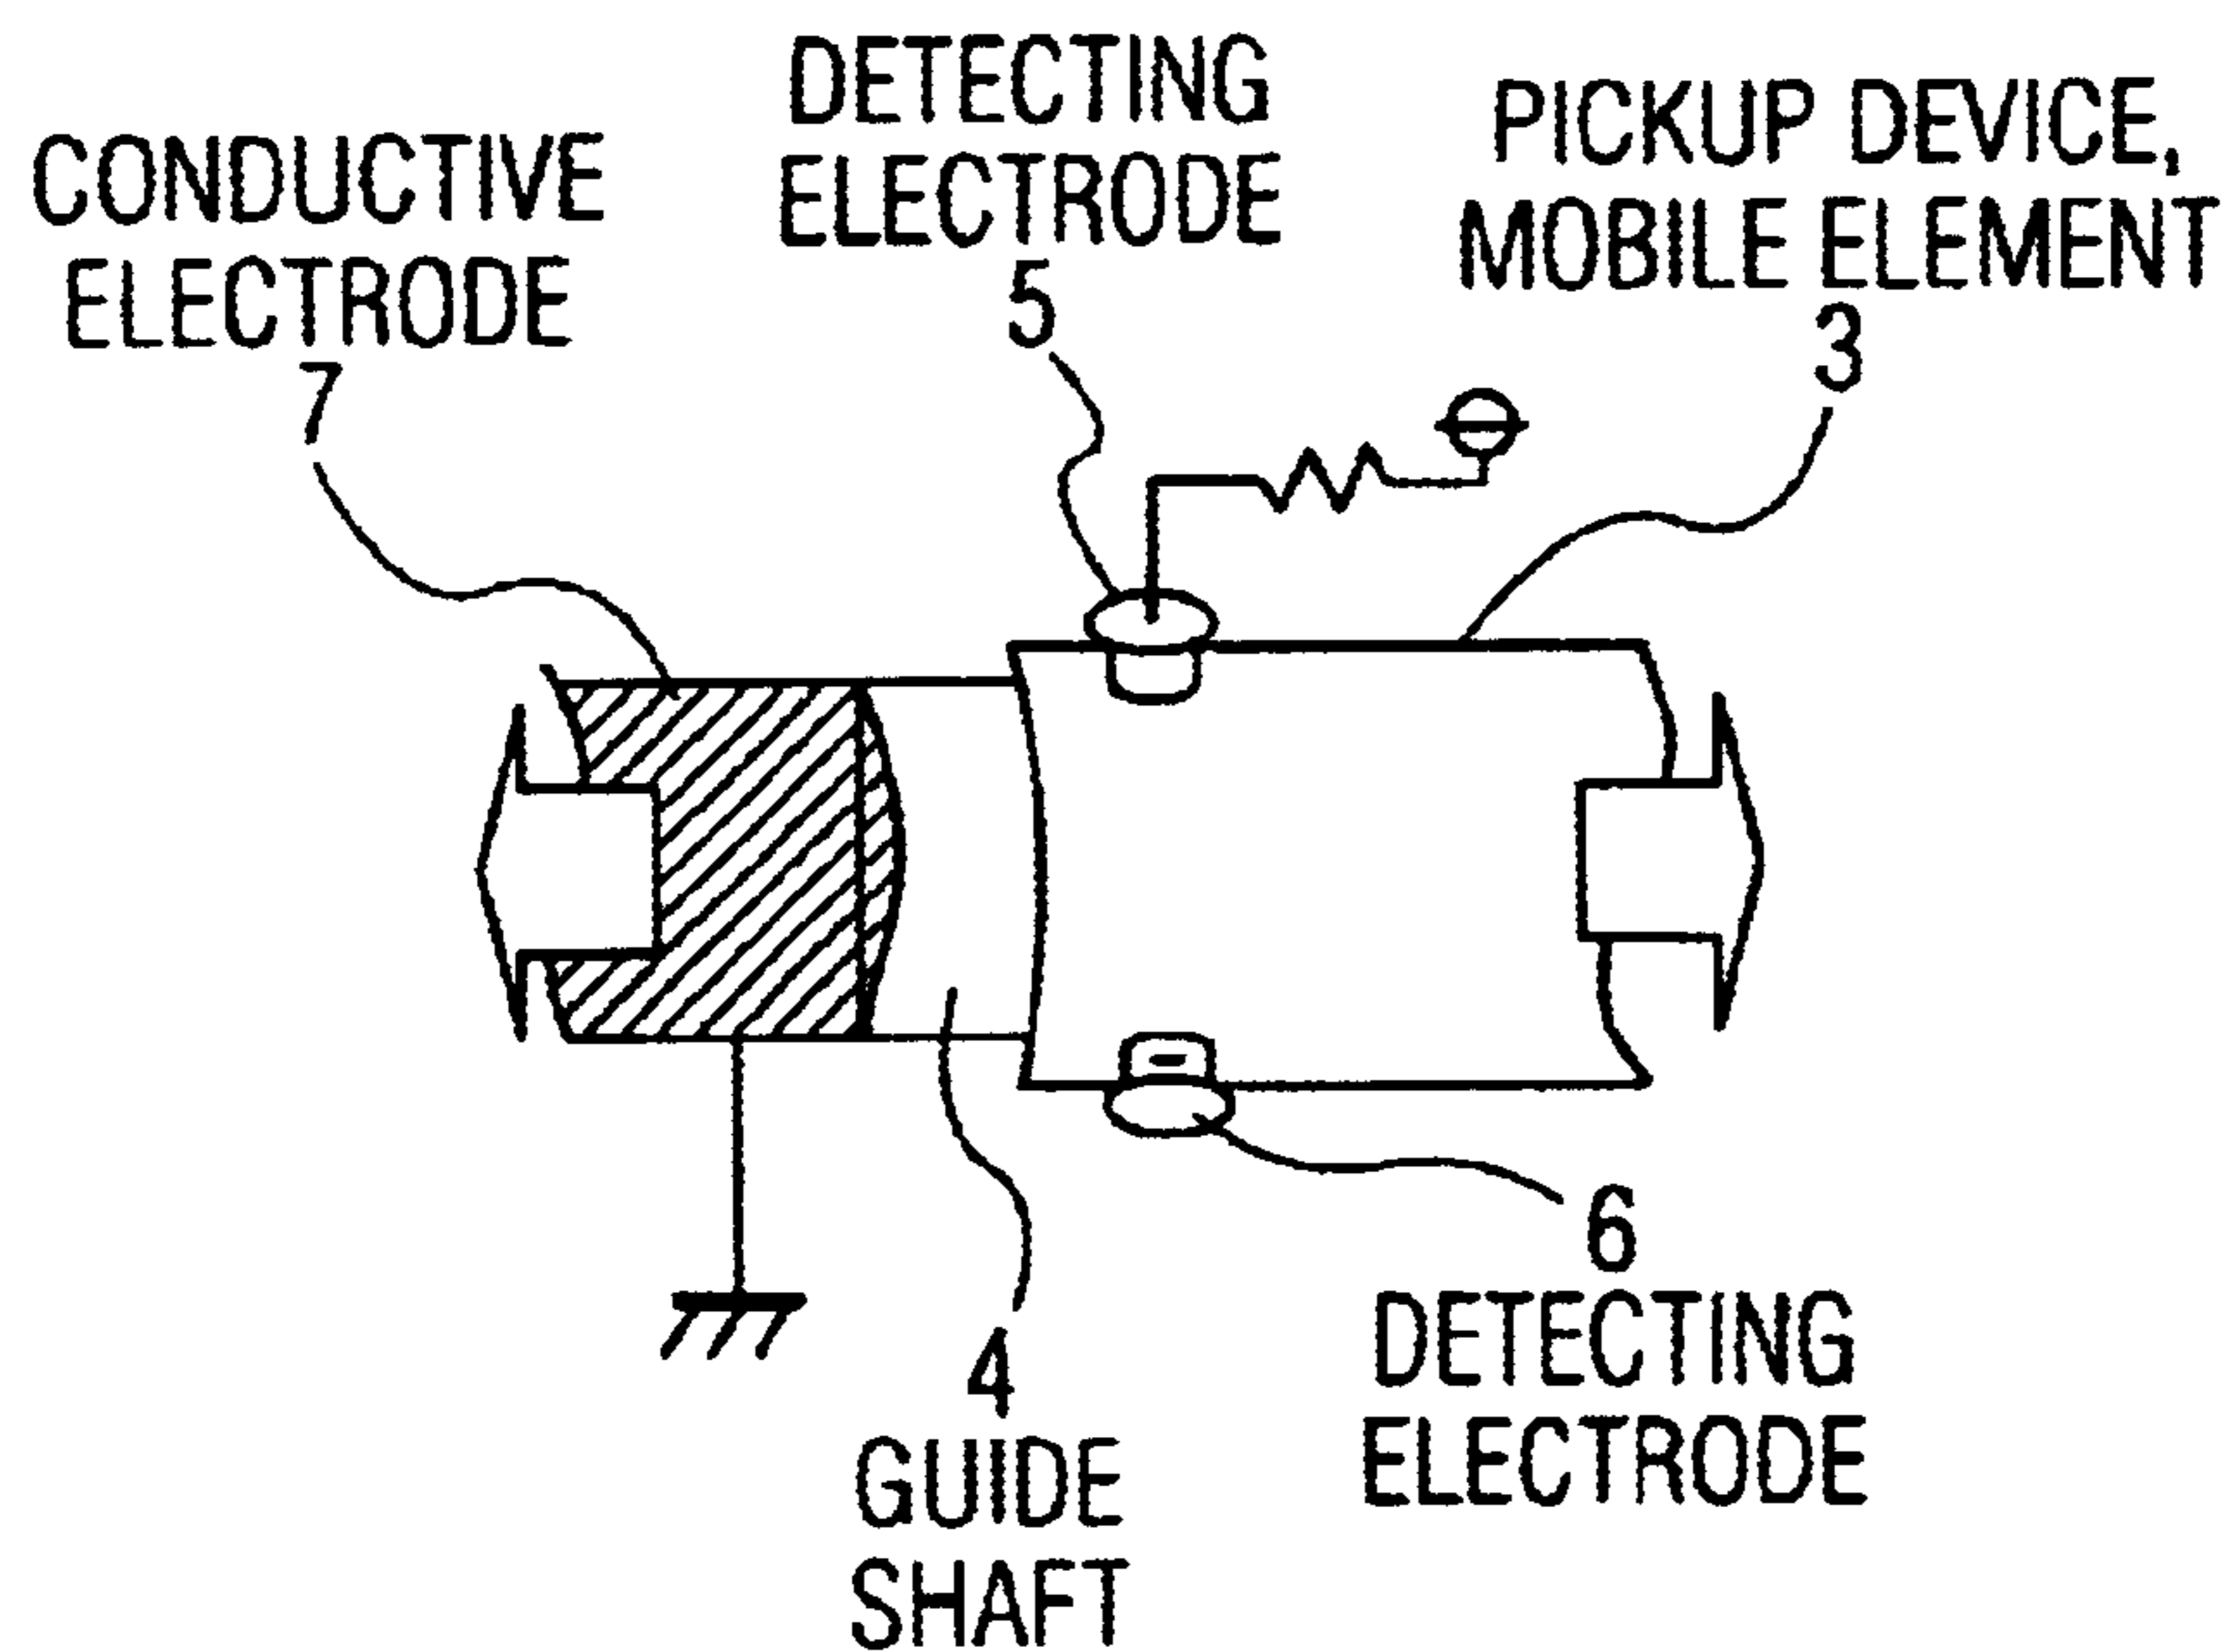 CONDUCTIVE
ELECTRODE
7
DETECTING
ELECTRODE
5
PICKUP DEVICE,
MOBILE ELEMENT
3
4
GUIDE
SHAFT
6
DETECTING
ELECTRODE